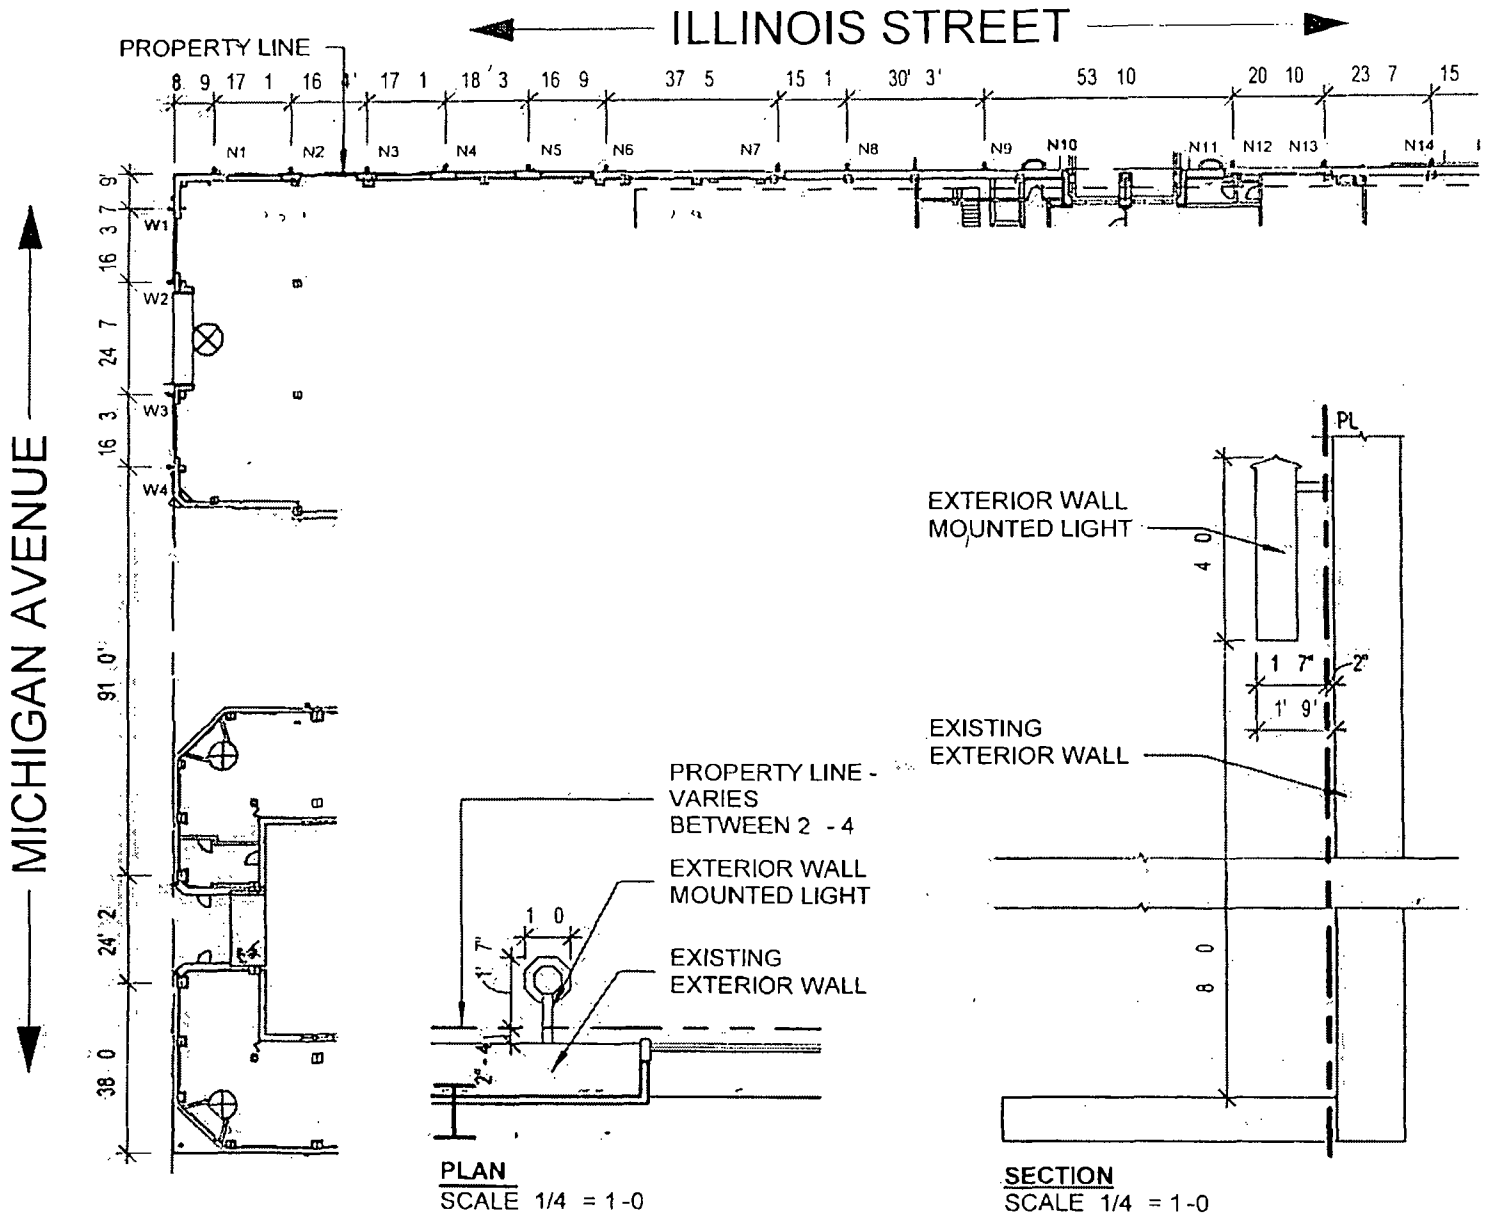 ILLINOIS STREET
PROPERTY LINE
8 9 17 1 16 4' 17 1 18' 3 16 9 37 5 15 1 30' 3' 53 10 20 10 23 7 15
N1 N2 N3 N4 N5 N6 N7 N8 N9 N10 N11 N12 N13 N14
MICHIGAN AVENUE
9'
7
W1
16 3
W2
24 7
W3
16 3
W4
91 0"
24' 2
38 0
PL
EXTERIOR WALL
MOUNTED LIGHT
4 0
1 7"
2"
1' 9'
EXISTING
EXTERIOR WALL
8 0
PROPERTY LINE -
VARIES
BETWEEN 2 - 4
EXTERIOR WALL
MOUNTED LIGHT
1 0
1' 7'
EXISTING
EXTERIOR WALL
2"-4
PLAN
SCALE 1/4 = 1-0
SECTION
SCALE 1/4 = 1-0